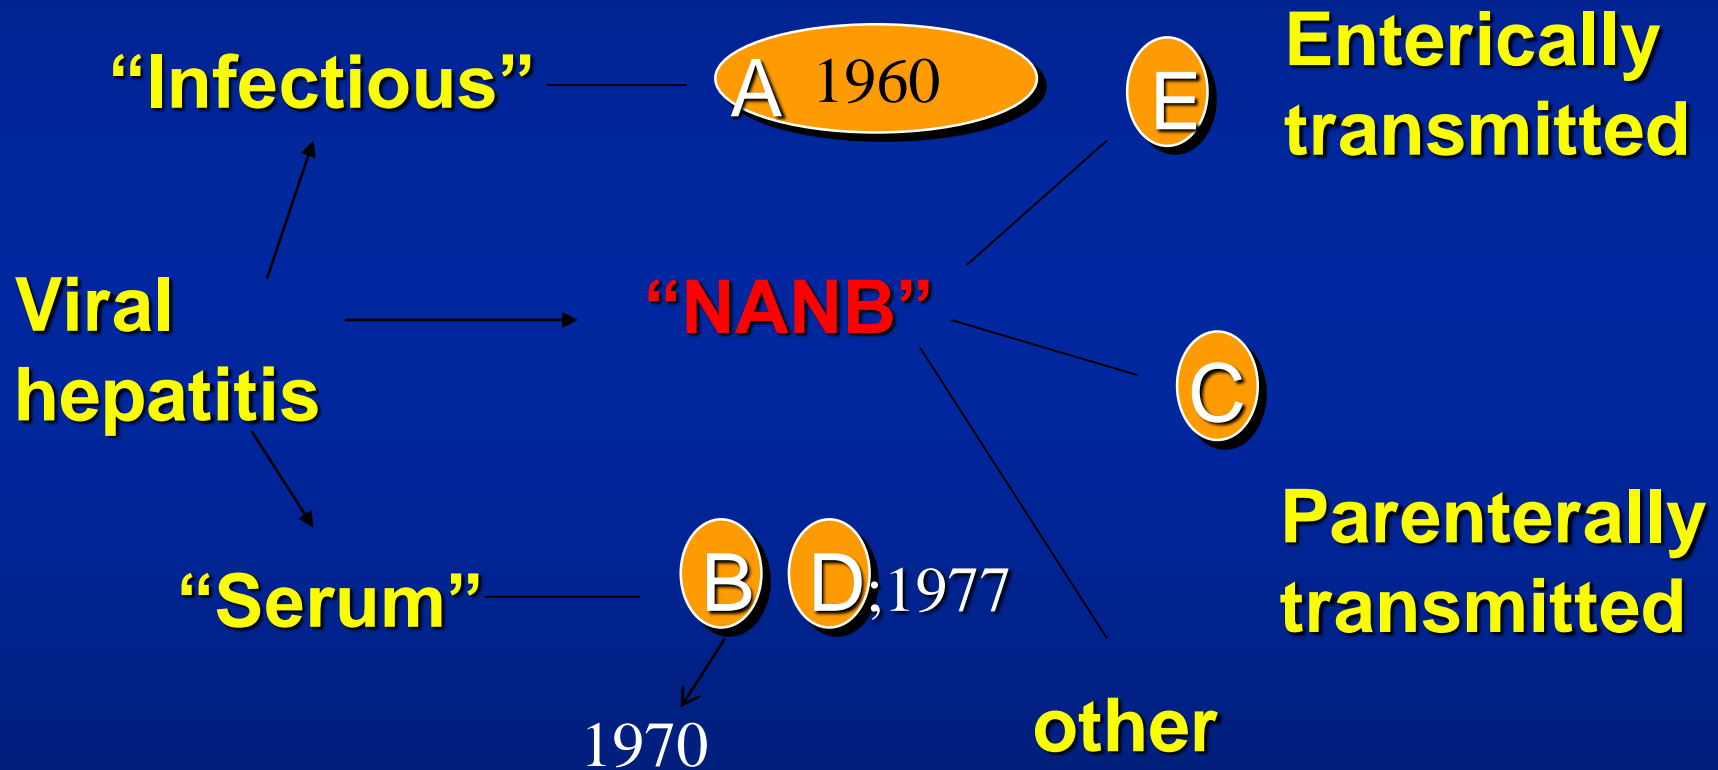 “Infectious”
A 1960
E
Enterically
transmitted
Viral
hepatitis
“NANB”
C
“Serum”
B D;1977
Parenterally
transmitted
1970
other